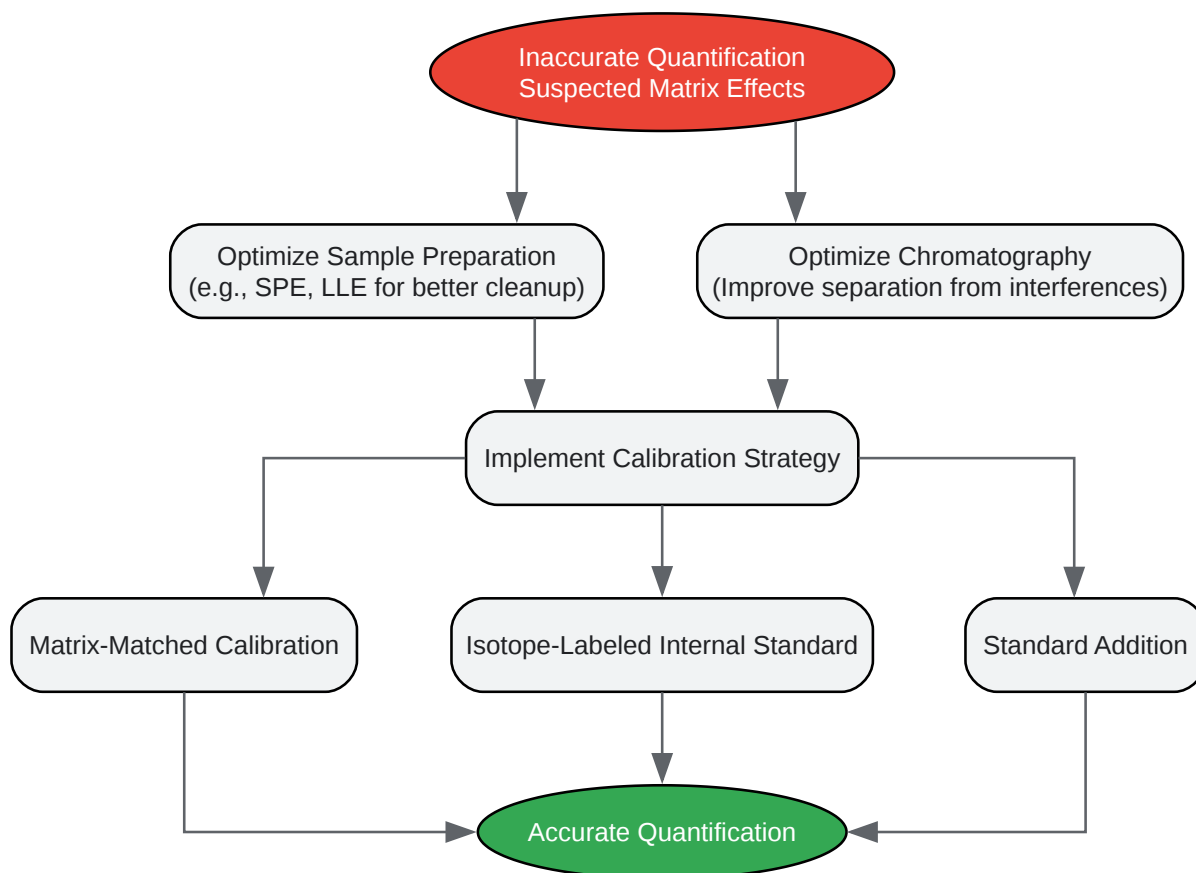 Inaccurate Quantification
Suspected Matrix Effects
Optimize Sample Preparation
(e.g., SPE, LLE for better cleanup)
Optimize Chromatography
(Improve separation from interferences)
Implement Calibration Strategy
Matrix-Matched Calibration
Isotope-Labeled Internal Standard
Standard Addition
Accurate Quantification